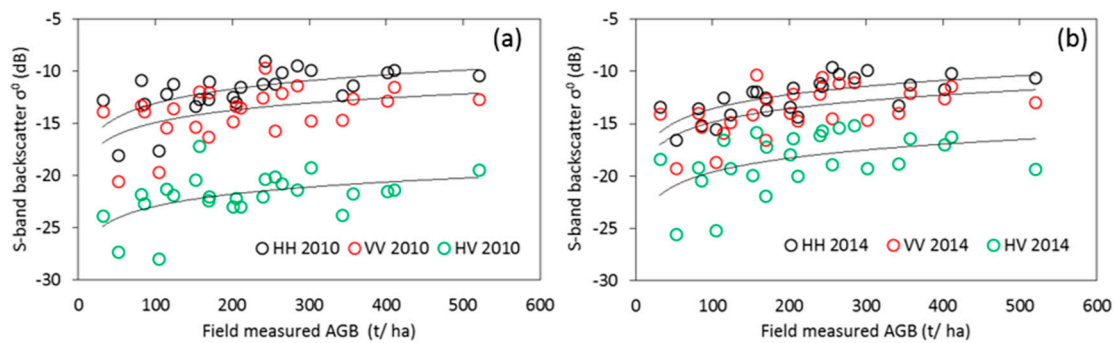 (a)
S-band backscatter σ⁰ (dB)
-5
-10
-15
-20
-25
-30
HH 2010 VV 2010 HV 2010
0 100 200 300 400 500 600
Field measured AGB (t/ ha)
(b)
S-band backscatter σ⁰ (dB)
-5
-10
-15
-20
-25
-30
HH 2014 VV 2014 HV 2014
0 100 200 300 400 500 600
Field measured AGB (t/ ha)